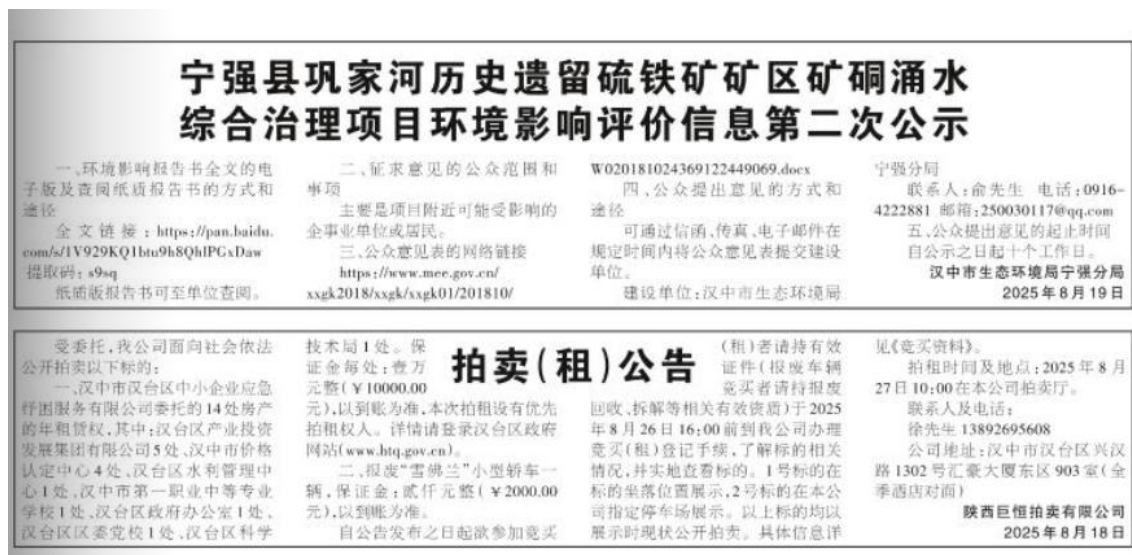 宁强县巩家河历史遗留硫铁矿矿区矿硐涌水
综合治理项目环境影响评价信息第二次公示
一、环境影响报告书全文的电
子版及查阅纸质报告书的方式和
途径
全文链接:https://pan.baidu.
com/s/1V929KQ1btu9h8QhlPGxDaw
提取码:s9sq
纸质版报告书可至单位查阅。
二、征求意见的公众范围和
事项
主要是项目附近可能受影响的
企事业单位或居民。
三、公众意见表的网络链接
https://www.mee.gov.cn/
xxgk2018/xxgk/xxgk01/201810/
W020181024369122449069.docx
四、公众提出意见的方式和
途径
可通过信函、传真、电子邮件在
规定时间内将公众意见表提交建设
单位。
建设单位:汉中市生态环境局
宁强分局
联系人:俞先生 电话:0916-
4222881 邮箱:250030117@qq.com
五、公众提出意见的起止时间
自公示之日起十个工作日。
汉中市生态环境局宁强分局
2025年8月19日
拍卖(租)公告
受委托,我公司面向社会依法
公开拍卖以下标的:
一、汉中市汉台区中小企业应急
纾困服务有限公司委托的14处房产
的年租赁权,其中:汉台区产业投资
发展集团有限公司5处、汉中市价格
认定中心4处、汉台区水利管理中
心1处、汉中市第一职业中等专业
学校1处、汉台区政府办公室1处、
汉台区区委党校1处、汉台区科学
技术局1处。保
证金每处:壹万
元整(￥10000.00
元),以到账为准,本次拍租设有优先
拍租权人。详情请登录汉台区政府
网站(www.htq.gov.cn)。
二、报废“雪佛兰”小型轿车一
辆,保证金:贰仟元整(￥2000.00
元),以到账为准。
自公告发布之日起欲参加竞买
(租)者请持有效
证件(报废车辆
竞买者请持报废
回收、拆解等相关有效资质)于2025
年8月26日16:00前到我公司办理
竞买(租)登记手续,了解标的相关
情况,并实地查看标的。1号标的在
标的坐落位置展示,2号标的在本公
司指定停车场展示。以上标的均以
展示时现状公开拍卖。具体信息详
见《竞买资料》。
拍租时间及地点:2025年8月
27日10:00在本公司拍卖厅。
联系人及电话:
徐先生 13892695608
公司地址:汉中市汉台区兴汉
路1302号汇豪大厦东区903室(全
季酒店对面)
陕西巨恒拍卖有限公司
2025年8月18日